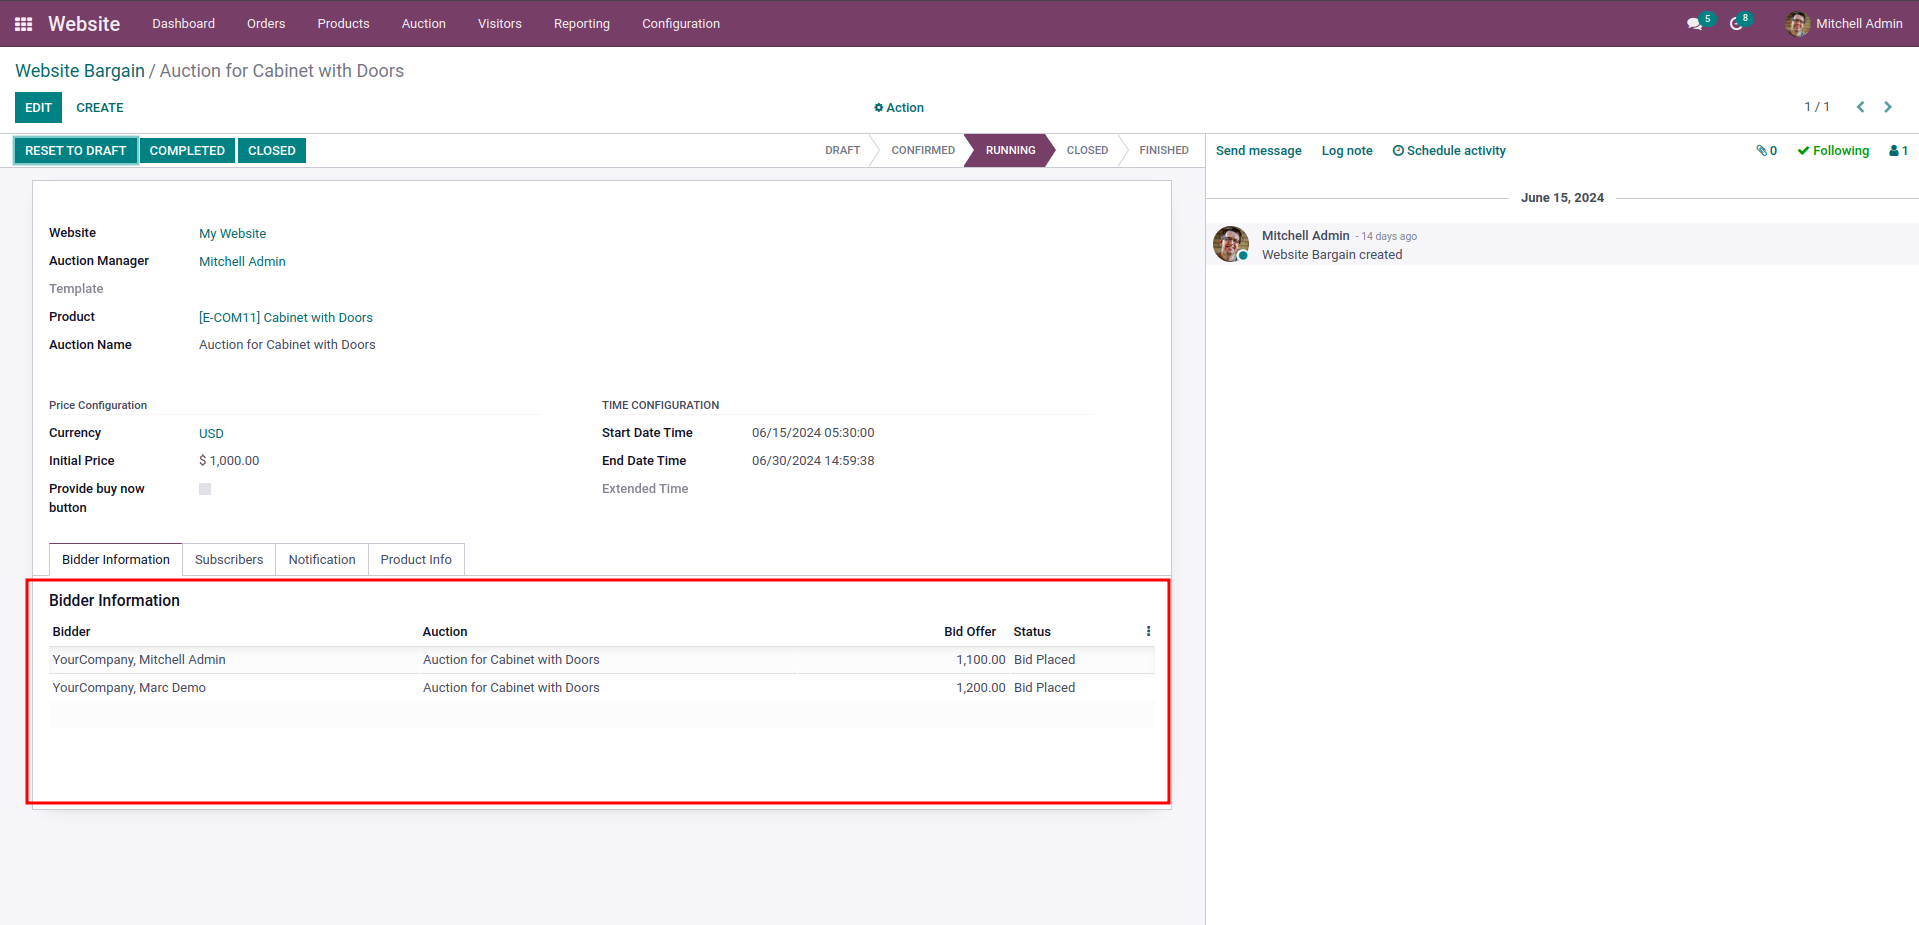 Website Dashboard Orders Products Auction Visitors Reporting Configuration 5 8 Mitchell Admin
Website Bargain / Auction for Cabinet with Doors
EDIT CREATE Action 1 / 1
RESET TO DRAFT COMPLETED CLOSED DRAFT CONFIRMED RUNNING CLOSED FINISHED
Send message Log note Schedule activity 0 Following 1
June 15, 2024
Mitchell Admin - 14 days ago
Website Bargain created
Website My Website
Auction Manager Mitchell Admin
Template
Product [E-COM11] Cabinet with Doors
Auction Name Auction for Cabinet with Doors
Price Configuration
Currency USD
Initial Price $ 1,000.00
Provide buy now
button
TIME CONFIGURATION
Start Date Time 06/15/2024 05:30:00
End Date Time 06/30/2024 14:59:38
Extended Time
Bidder Information Subscribers Notification Product Info
Bidder Information
Bidder Auction Bid Offer Status
YourCompany, Mitchell Admin Auction for Cabinet with Doors 1,100.00 Bid Placed
YourCompany, Marc Demo Auction for Cabinet with Doors 1,200.00 Bid Placed